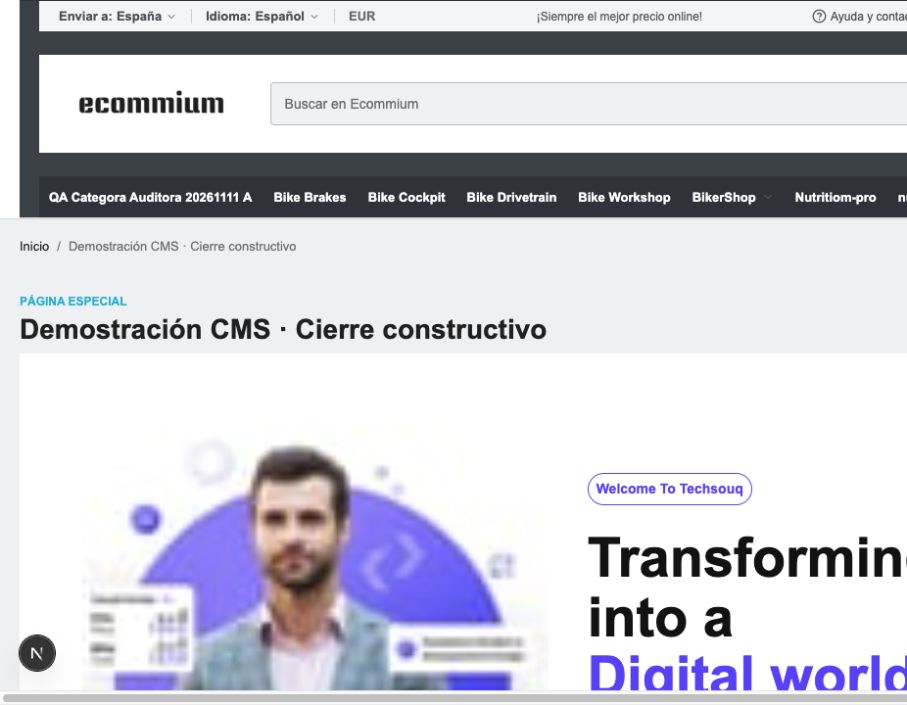 Enviar a: España
Idioma: Español
EUR
¡Siempre el mejor precio online!
Ayuda y contac
ecommium
Buscar en Ecommium
QA Categora Auditora 20261111 A
Bike Brakes
Bike Cockpit
Bike Drivetrain
Bike Workshop
BikerShop
Nutritiom-pro
Inicio / Demostración CMS · Cierre constructivo
PÁGINA ESPECIAL
Demostración CMS · Cierre constructivo
Welcome To Techsouq
Transforming
into a
Digital world
N